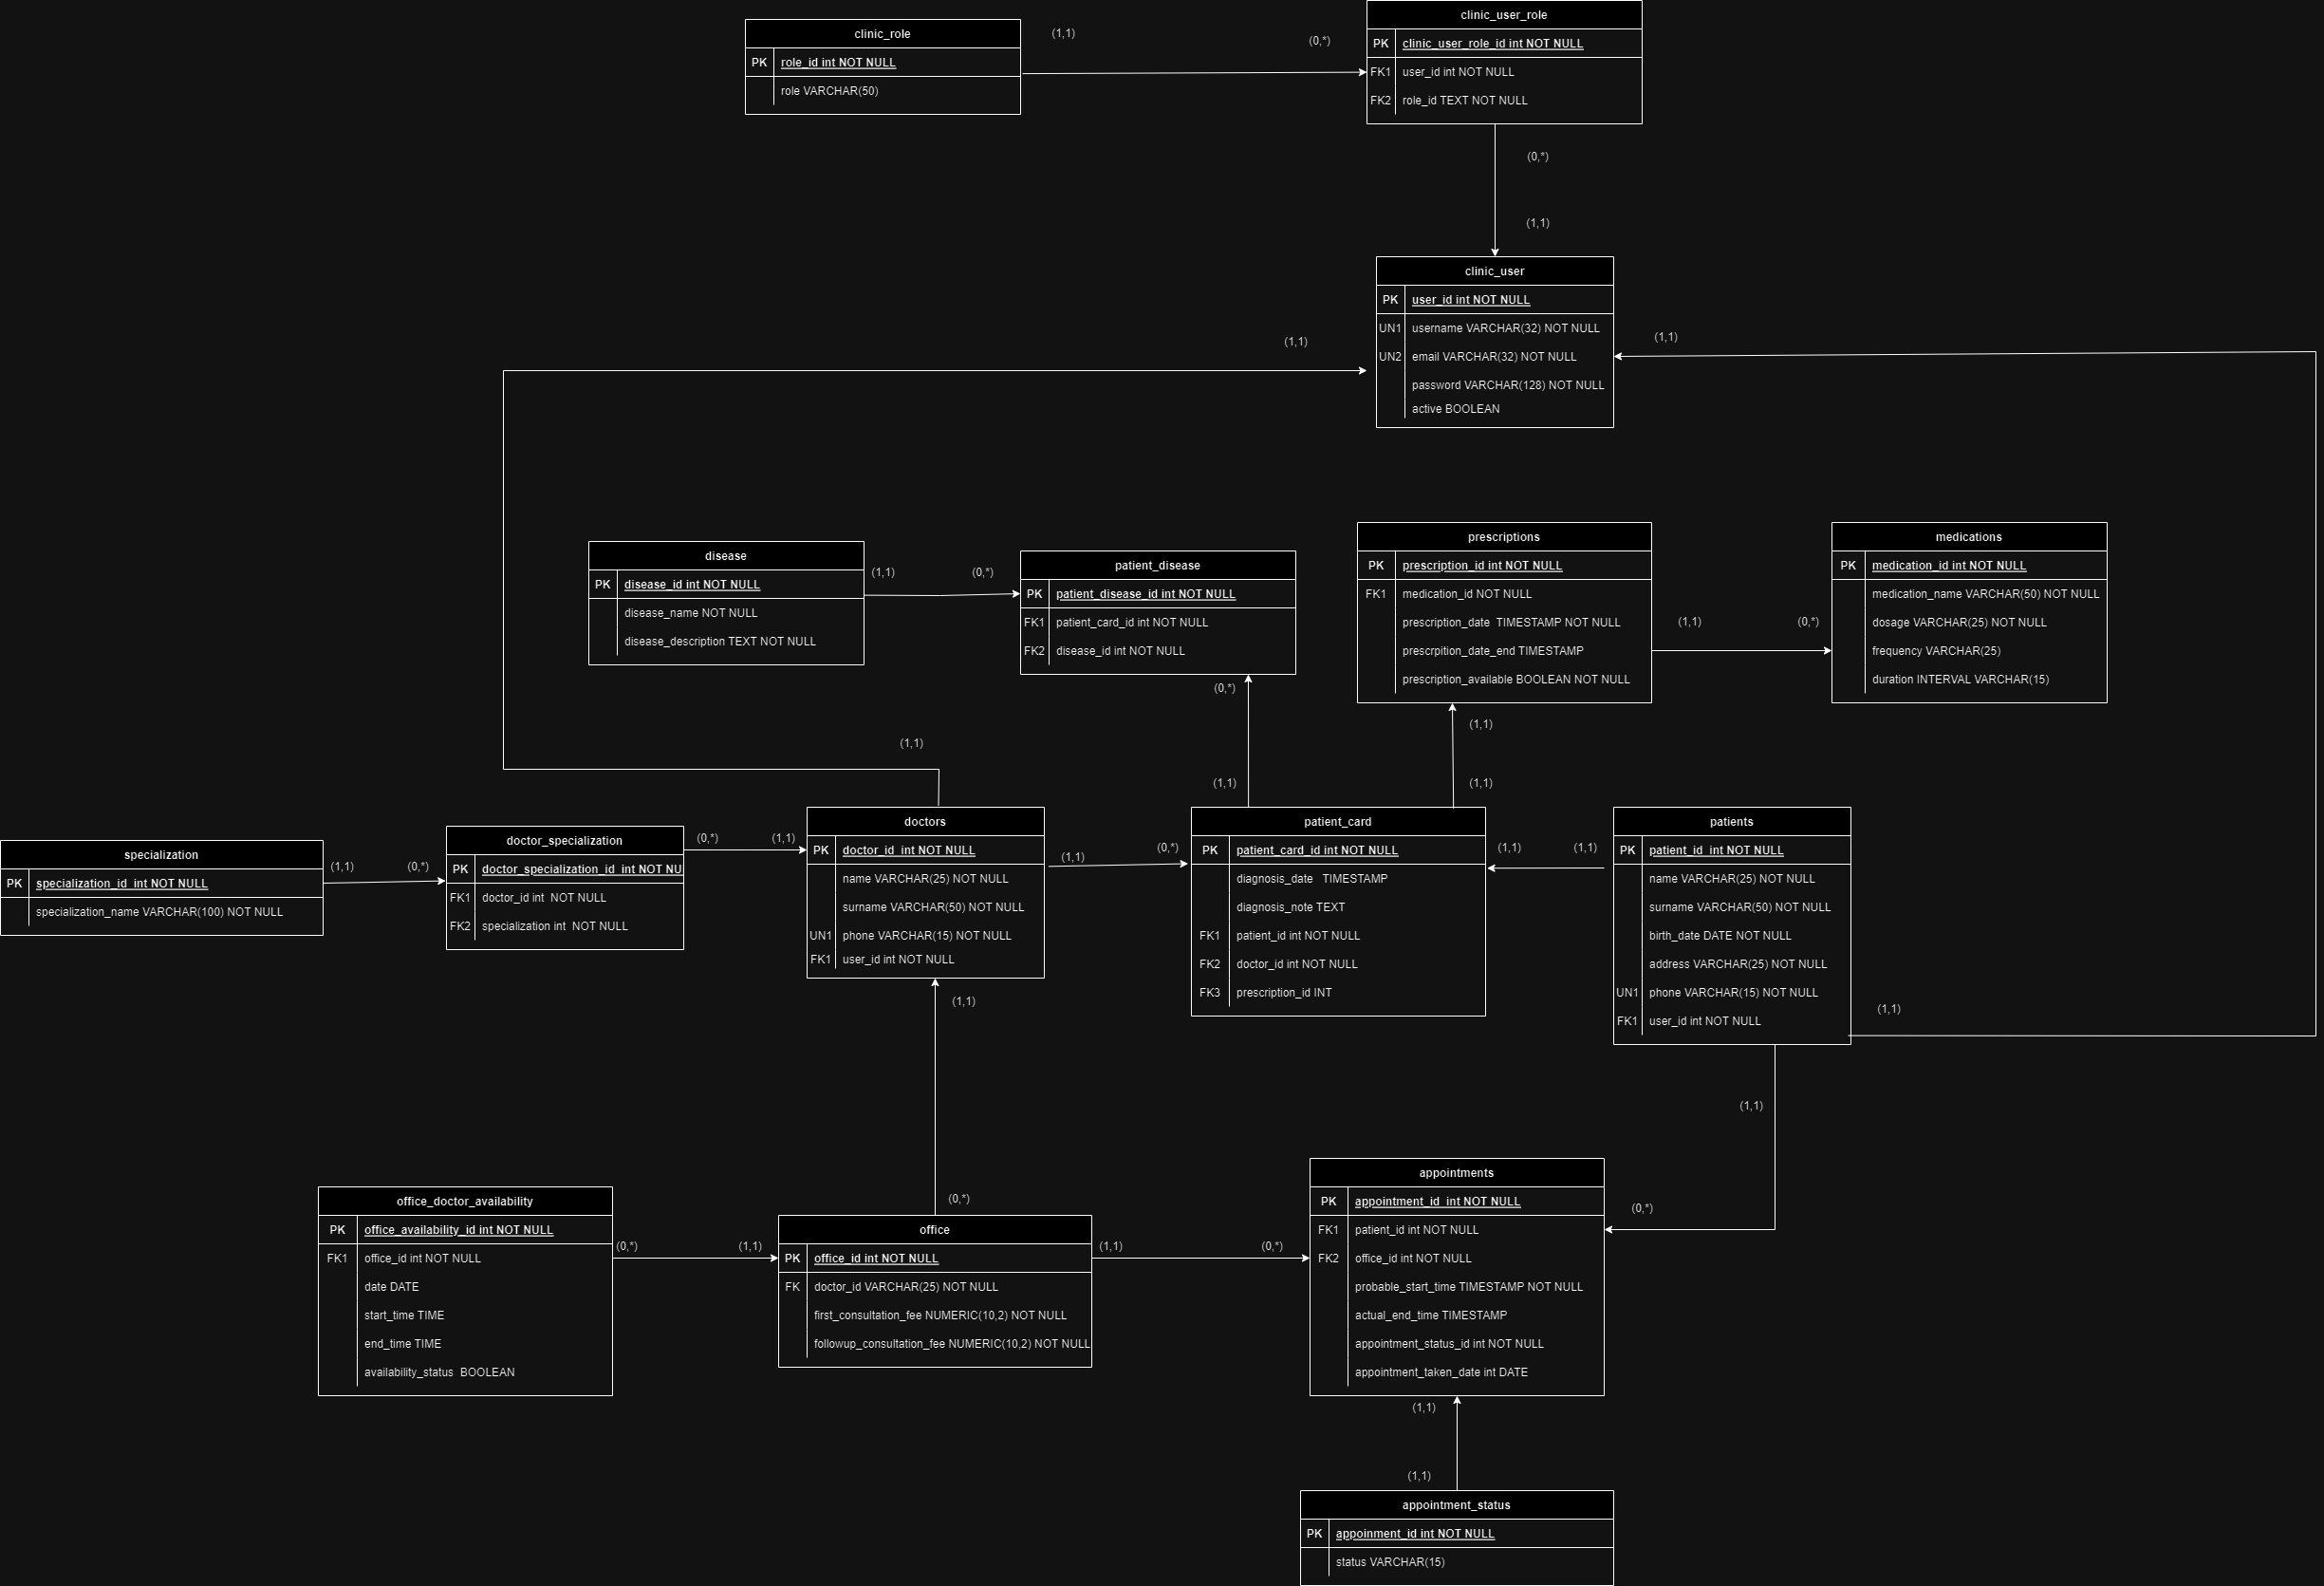 clinic_role
PK role_id int NOT NULL
role VARCHAR(50)
(1,1)
(0,*)
clinic_user_role
PK clinic_user_role_id int NOT NULL
FK1 user_id int NOT NULL
FK2 role_id TEXT NOT NULL
(0,*)
(1,1)
clinic_user
PK user_id int NOT NULL
UN1 username VARCHAR(32) NOT NULL
UN2 email VARCHAR(32) NOT NULL
password VARCHAR(128) NOT NULL
active BOOLEAN
(1,1)
(1,1)
disease
PK disease_id int NOT NULL
disease_name NOT NULL
disease_description TEXT NOT NULL
(1,1)
(0,*)
patient_disease
PK patient_disease_id int NOT NULL
FK1 patient_card_id int NOT NULL
FK2 disease_id int NOT NULL
(0,*)
(1,1)
prescriptions
PK prescription_id int NOT NULL
FK1 medication_id NOT NULL
prescription_date TIMESTAMP NOT NULL
prescrpition_date_end TIMESTAMP
prescription_available BOOLEAN NOT NULL
(1,1)
(0,*)
medications
PK medication_id int NOT NULL
medication_name VARCHAR(50) NOT NULL
dosage VARCHAR(25) NOT NULL
frequency VARCHAR(25)
duration INTERVAL VARCHAR(15)
(1,1)
(1,1)
(1,1)
specialization
PK specialization_id int NOT NULL
specialization_name VARCHAR(100) NOT NULL
(1,1)
(0,*)
doctor_specialization
PK doctor_specialization_id int NOT NU
FK1 doctor_id int NOT NULL
FK2 specialization int NOT NULL
(0,*)
(1,1)
doctors
PK doctor_id int NOT NULL
name VARCHAR(25) NOT NULL
surname VARCHAR(50) NOT NULL
UN1 phone VARCHAR(15) NOT NULL
FK1 user_id int NOT NULL
(1,1)
(0,*)
patient_card
PK patient_card_id int NOT NULL
diagnosis_date TIMESTAMP
diagnosis_note TEXT
FK1 patient_id int NOT NULL
FK2 doctor_id int NOT NULL
FK3 prescription_id INT
(1,1)
(1,1)
patients
PK patient_id int NOT NULL
name VARCHAR(25) NOT NULL
surname VARCHAR(50) NOT NULL
birth_date DATE NOT NULL
address VARCHAR(25) NOT NULL
UN1 phone VARCHAR(15) NOT NULL
FK1 user_id int NOT NULL
(1,1)
(1,1)
(1,1)
(0,*)
(0,*)
office_doctor_availability
PK office_availability_id int NOT NULL
FK1 office_id int NOT NULL
date DATE
start_time TIME
end_time TIME
availability_status BOOLEAN
(0,*)
(1,1)
office
PK office_id int NOT NULL
FK doctor_id VARCHAR(25) NOT NULL
first_consultation_fee NUMERIC(10,2) NOT NULL
followup_consultation_fee NUMERIC(10,2) NOT NULL
(1,1)
(0,*)
appointments
PK appointment_id int NOT NULL
FK1 patient_id int NOT NULL
FK2 office_id int NOT NULL
probable_start_time TIMESTAMP NOT NULL
actual_end_time TIMESTAMP
appointment_status_id int NOT NULL
appointment_taken_date int DATE
(1,1)
(1,1)
appointment_status
PK appoinment_id int NOT NULL
status VARCHAR(15)